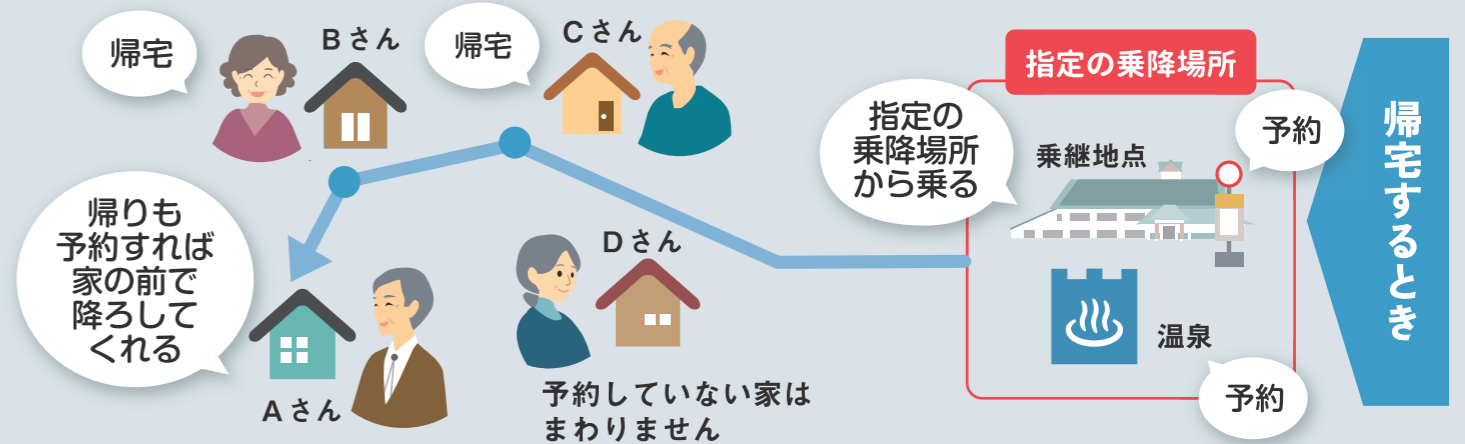 帰宅
Bさん
帰宅
Cさん
指定の乗降場所
指定の
乗降場所
から乗る
乗継地点
予約
帰宅するとき
帰りも
予約すれば
家の前で
降ろして
くれる
Aさん
Dさん
予約していない家は
まわりません
温泉
予約